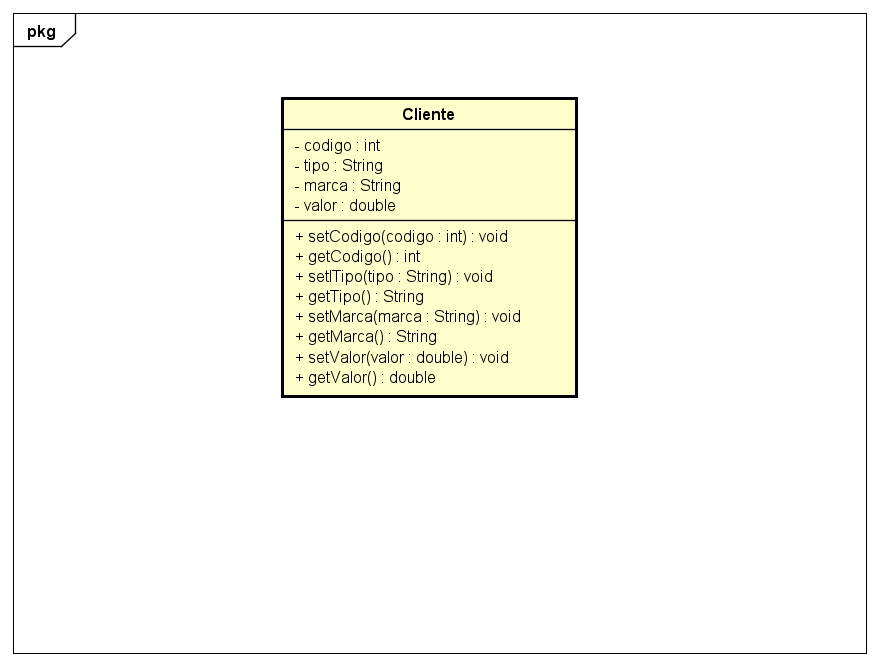 pkg
Cliente
- codigo : int
- tipo : String
- marca : String
- valor : double
+ setCodigo(codigo : int) : void
+ getCodigo() : int
+ setITipo(tipo : String) : void
+ getTipo() : String
+ setMarca(marca : String) : void
+ getMarca() : String
+ setValor(valor : double) : void
+ getValor() : double